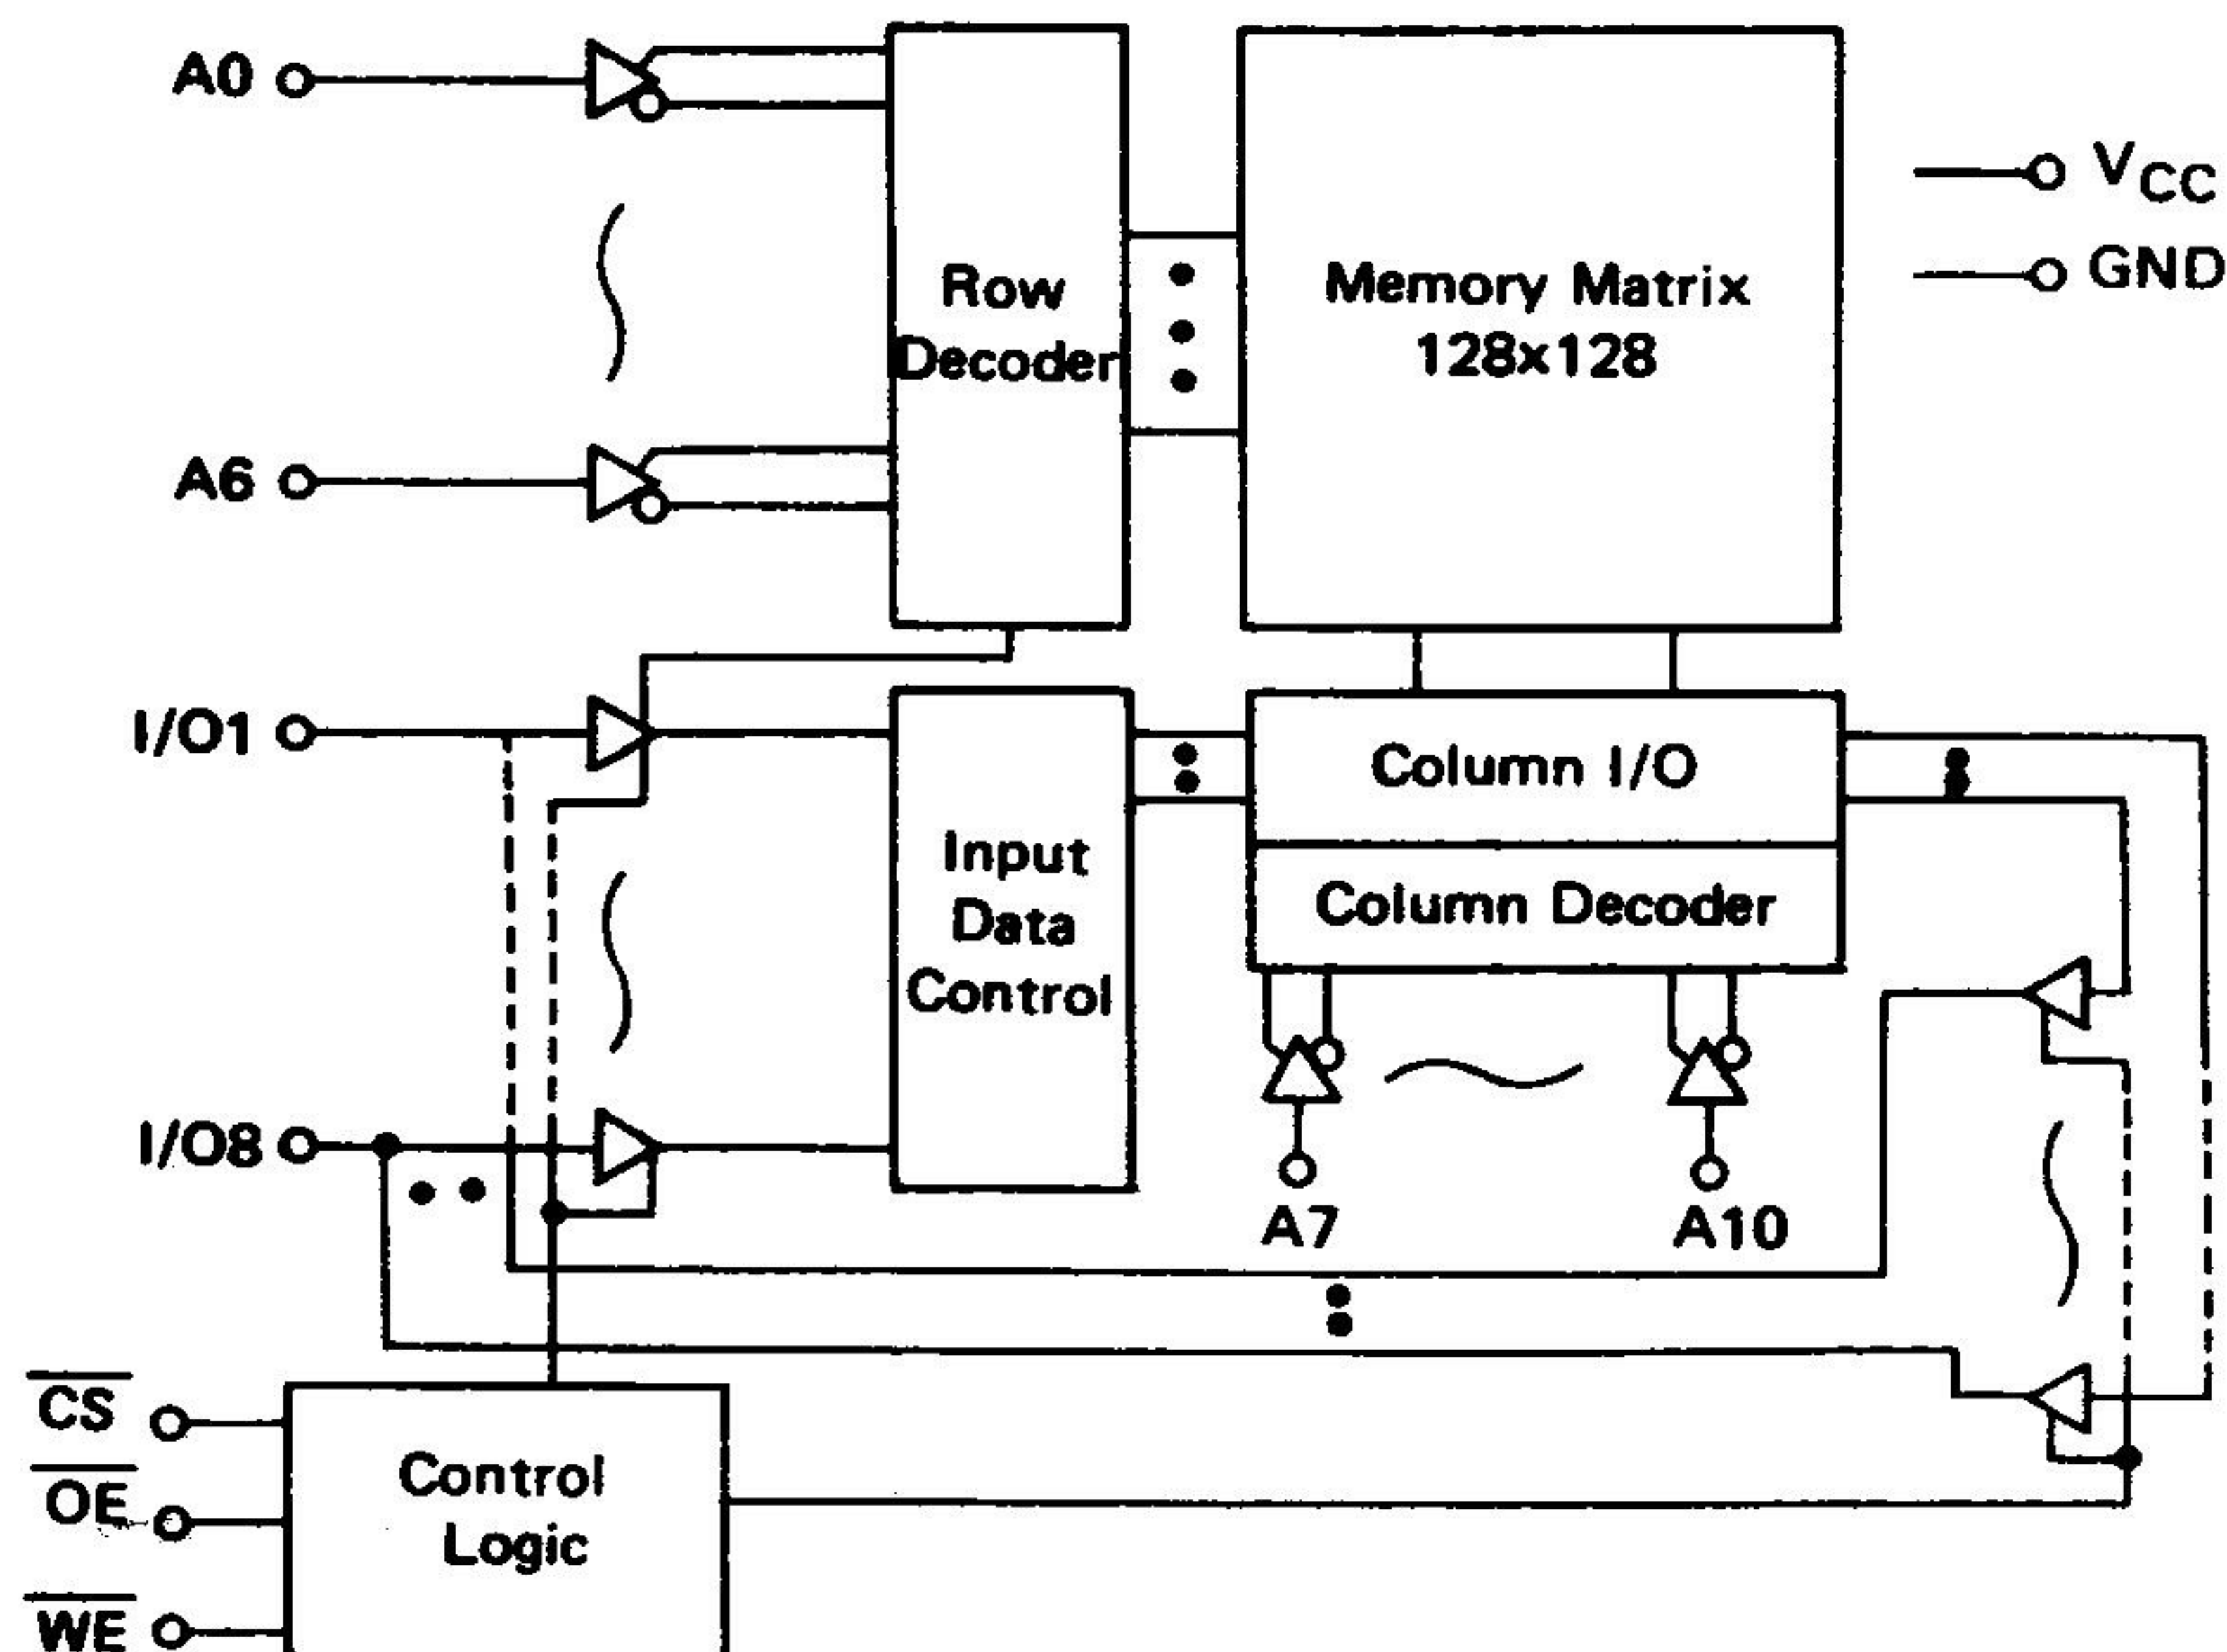 A0
A6
Row
Decoder
Memory Matrix
128x128
VCC
GND
I/O1
I/O8
Input
Data
Control
Column I/O
Column Decoder
A7
A10
CS
OE
WE
Control
Logic